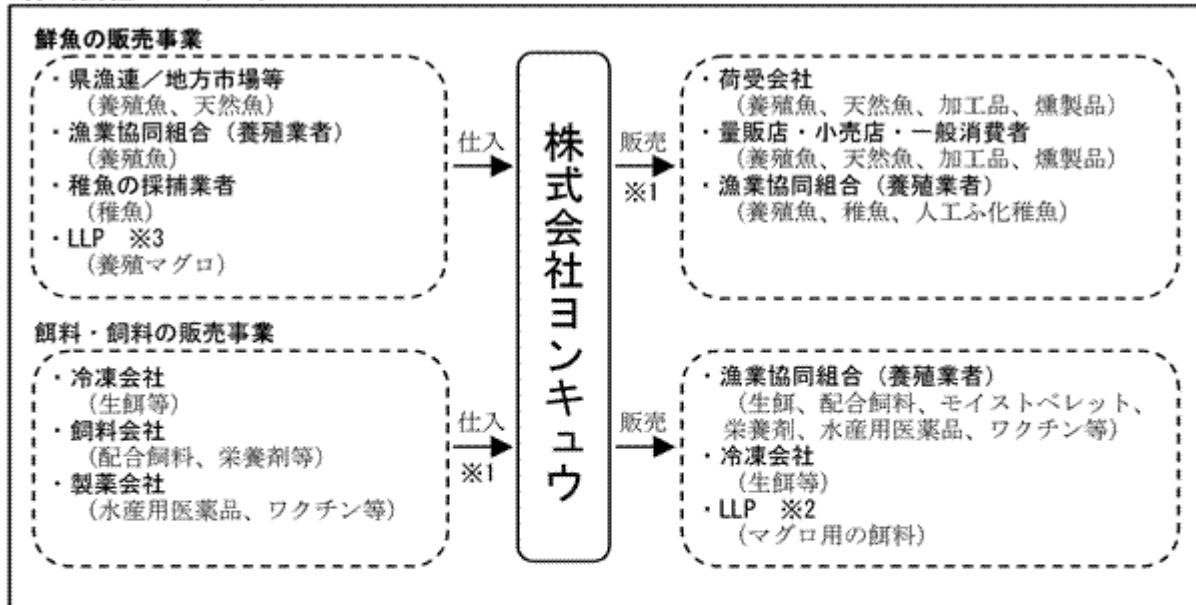 鮮魚の販売事業
・県漁連／地方市場等
（養殖魚、天然魚）
・漁業協同組合（養殖業者）
（養殖魚）
・稚魚の採捕業者
（稚魚）
・LLP ※3
（養殖マグロ）
仕入
株式会社ヨンキュウ
販売
※1
・荷受会社
（養殖魚、天然魚、加工品、燻製品）
・量販店・小売店・一般消費者
（養殖魚、天然魚、加工品、燻製品）
・漁業協同組合（養殖業者）
（養殖魚、稚魚、人工ふ化稚魚）
餌料・飼料の販売事業
・冷凍会社
（生餌等）
・飼料会社
（配合飼料、栄養剤等）
・製薬会社
（水産用医薬品、ワクチン等）
仕入
※1
販売
・漁業協同組合（養殖業者）
（生餌、配合飼料、モイストペレット、
栄養剤、水産用医薬品、ワクチン等）
・冷凍会社
（生餌等）
・LLP ※2
（マグロ用の餌料）